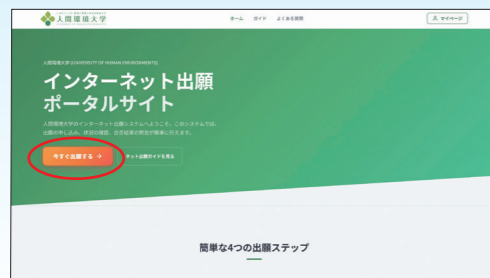 人間環境大学
ホーム ガイド よくある質問
マイページ
人間環境大学 (UNIVERSITY OF HUMAN ENVIRONMENTS)
インターネット出願
ポータルサイト
人間環境大学のインターネット出願システムへようこそ。このシステムでは、
出願の申し込み、状況の確認、合否結果の照会が簡単に行えます。
今すぐ出願する →
ネット出願ガイドを見る
簡単な4つの出願ステップ